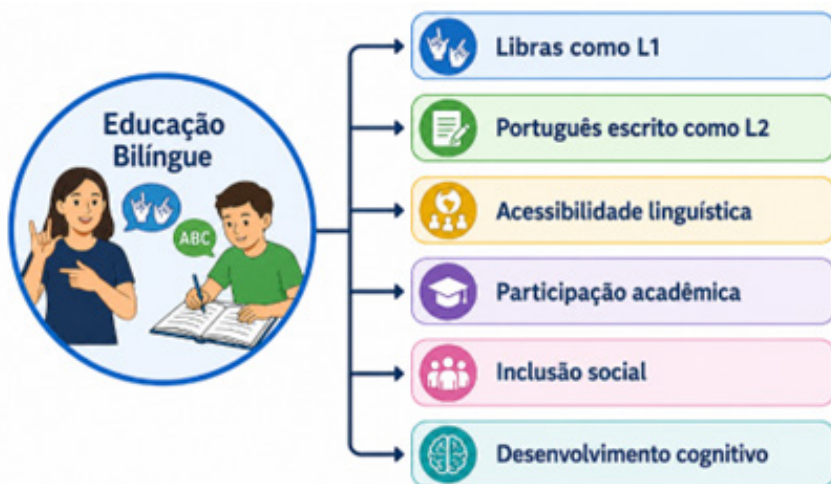 Educação
Bilíngue
ABC
Libras como L1
Português escrito como L2
Acessibilidade linguística
Participação acadêmica
Inclusão social
Desenvolvimento cognitivo